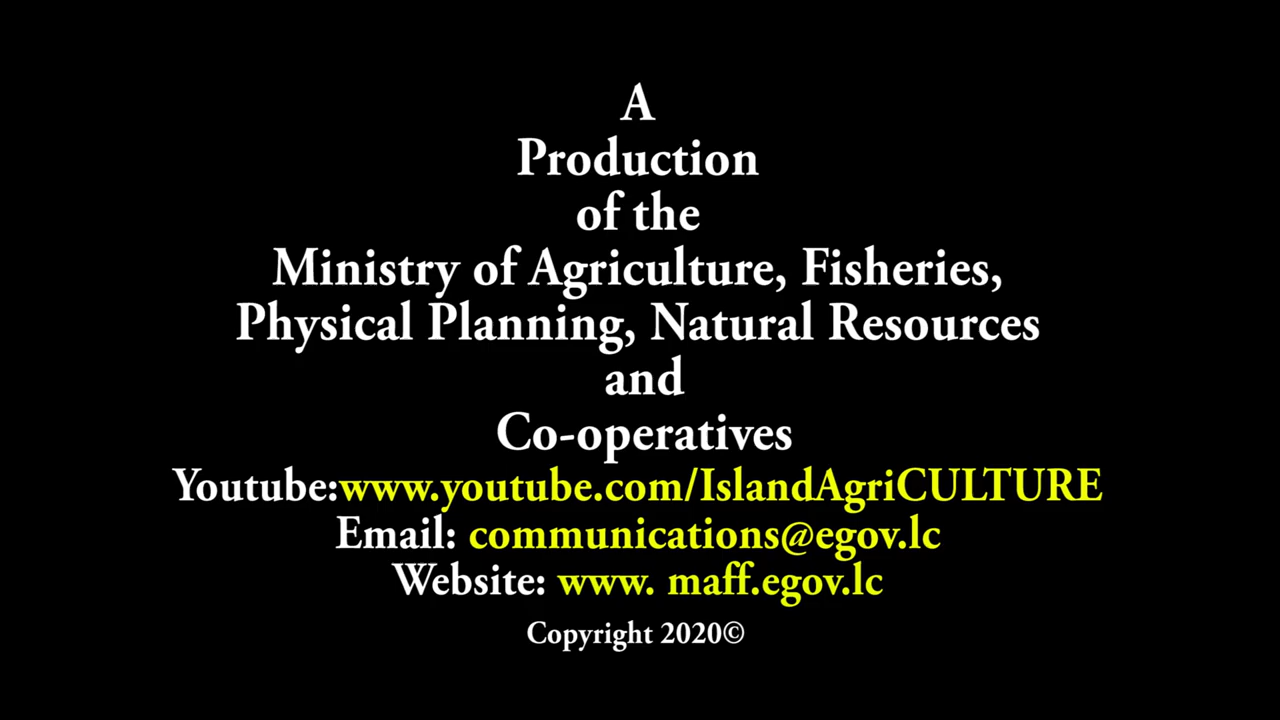 A
Production
of the
Ministry of Agriculture, Fisheries,
Physical Planning, Natural Resources
and
Co-operatives
Youtube:www.youtube.com/IslandAgriCULTURE
Email: communications@egov.lc
Website: www. maff.egov.lc
Copyright 2020©